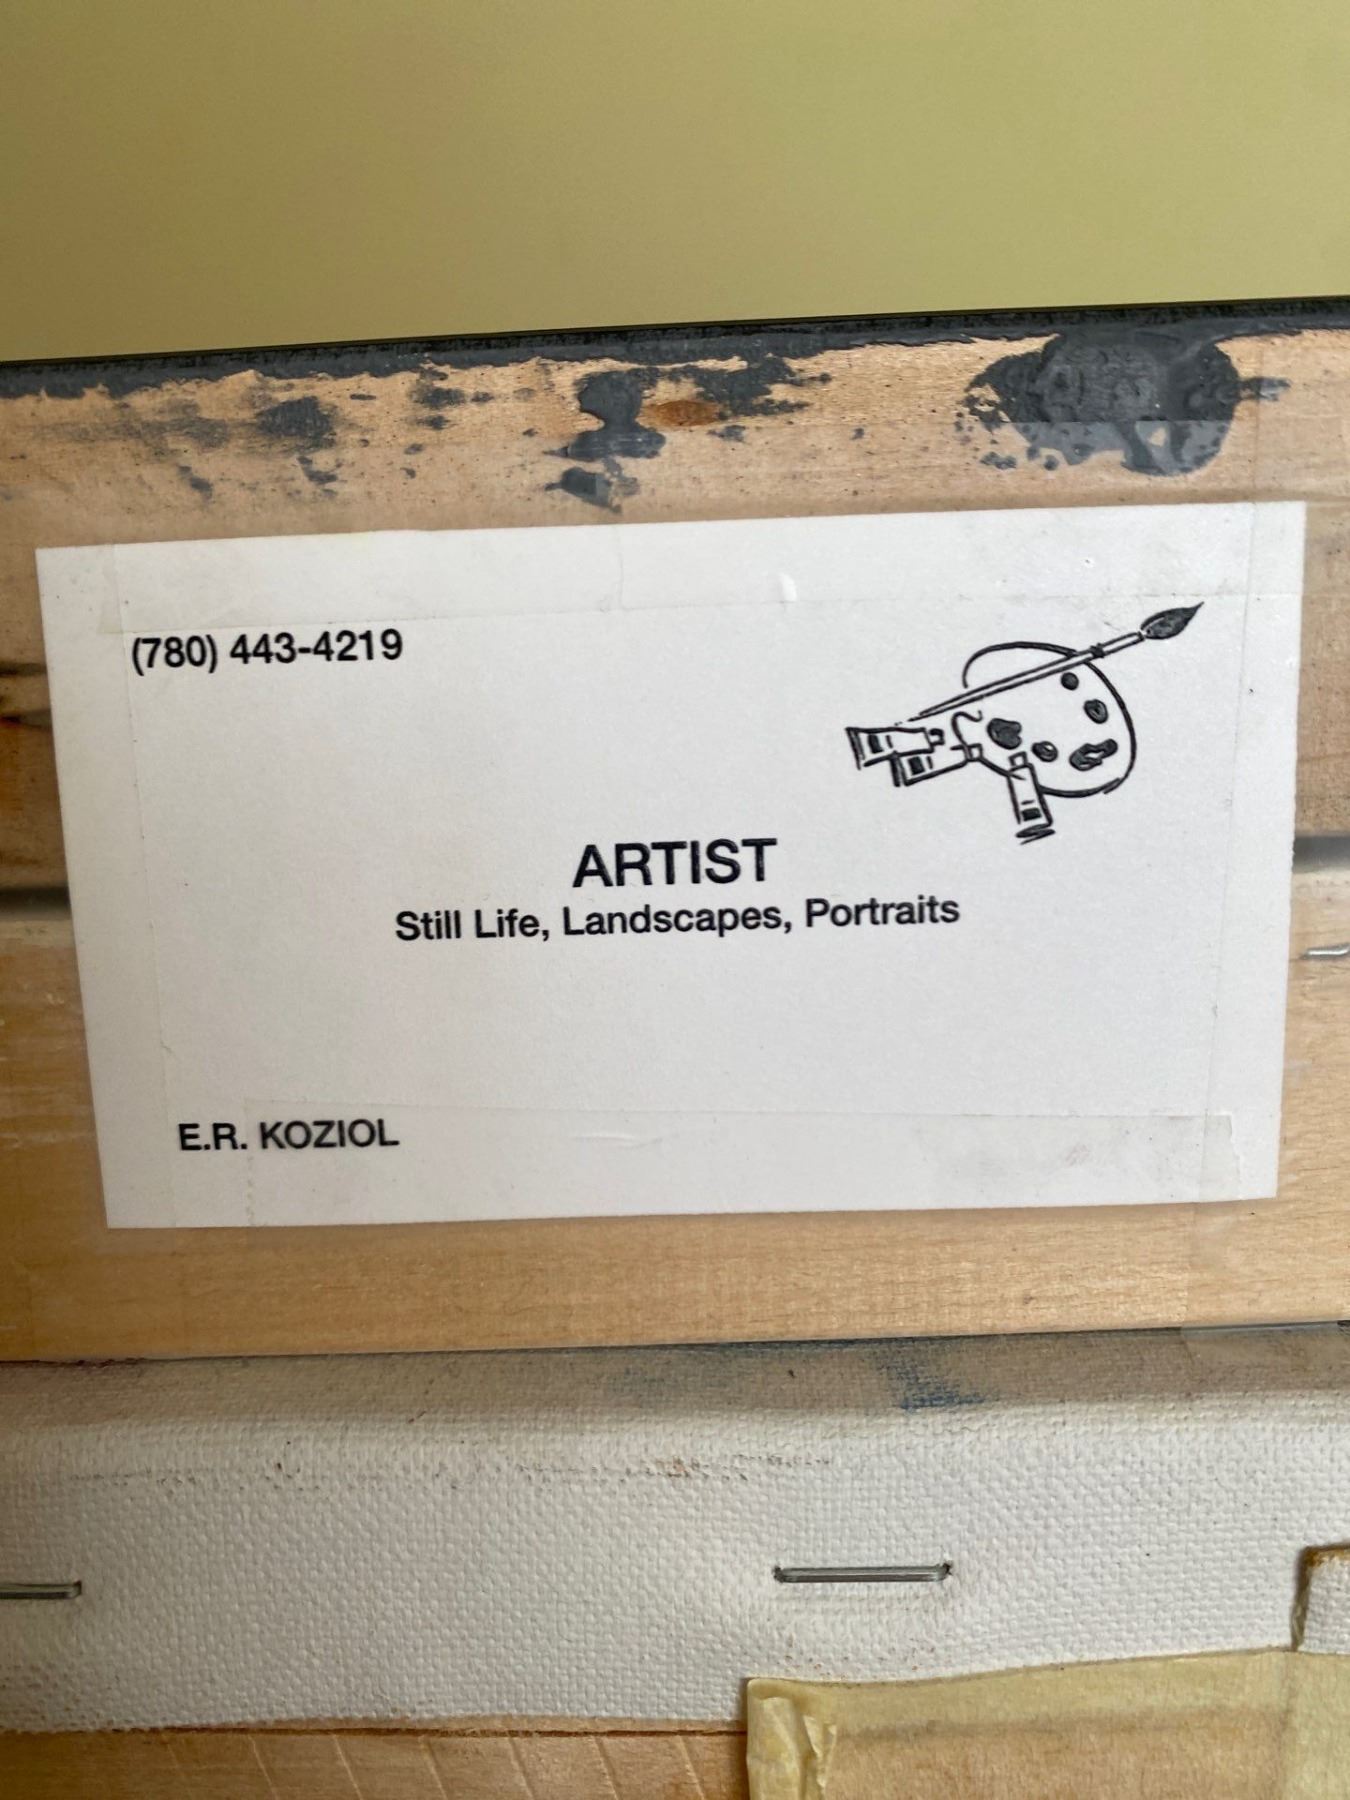 (780) 443-4219
ARTIST
Still Life, Landscapes, Portraits
E.R. KOZIOL